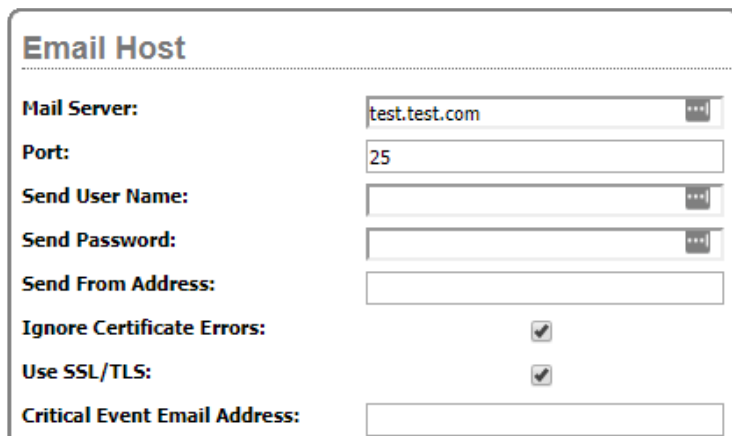 Email Host
Mail Server: test.test.com
Port: 25
Send User Name:
Send Password:
Send From Address:
Ignore Certificate Errors:
Use SSL/TLS:
Critical Event Email Address: